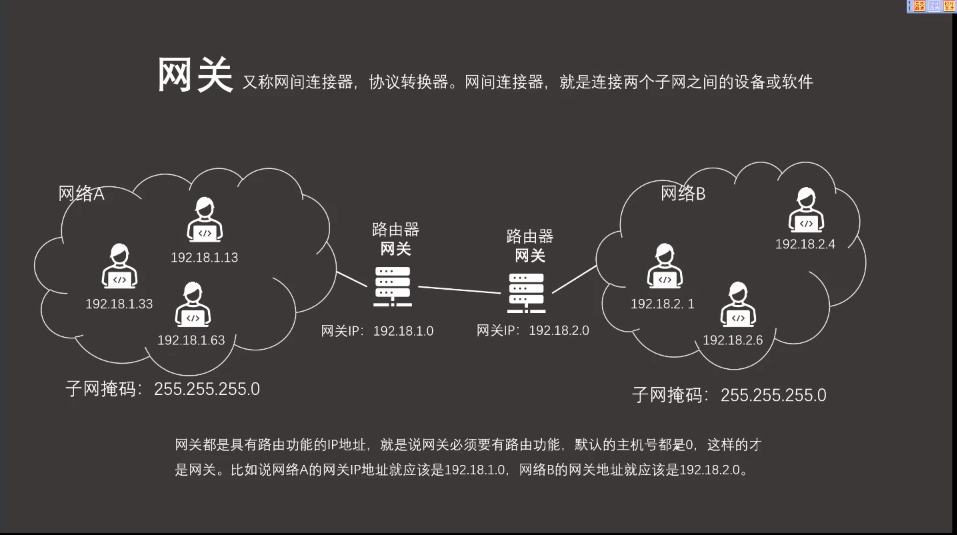 网关 又称网间连接器，协议转换器。网间连接器，就是连接两个子网之间的设备或软件
网络A
192.18.1.13
192.18.1.33
192.18.1.63
子网掩码：255.255.255.0
路由器
网关
网关IP：192.18.1.0
路由器
网关
网关IP：192.18.2.0
网络B
192.18.2.4
192.18.2. 1
192.18.2.6
子网掩码：255.255.255.0
网关都是具有路由功能的IP地址，就是说网关必须要有路由功能，默认的主机号都是0，这样的才
是网关。比如说网络A的网关IP地址就应该是192.18.1.0，网络B的网关地址就应该是192.18.2.0。